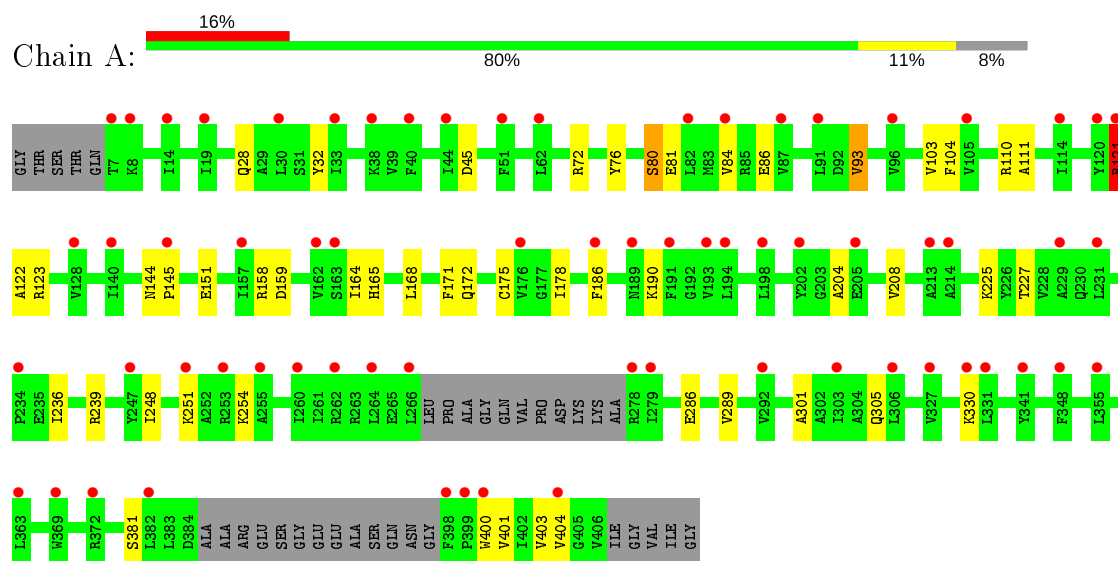 16%
Chain A:
80% 11% 8%
GLY THR SER THR GLN T7 K8 I14 I19 Q28 A29 L30 S31 Y32 I33 K38 V39 F40 I44 D45 F51 L62 R72 Y76 S80 E81 L82 M83 V84 R85 E86 V87 L91 D92 V93 V96 V103 F104 V105 R110 A111 I114 Y120 R121
A122 R123 V128 I140 N144 P145 E151 I157 R158 D159 V162 S163 I164 H165 L168 F171 Q172 C175 V176 G177 I178 F186 N189 K190 F191 G192 V193 L194 L198 Y202 G203 A204 E205 V208 A213 A214 K225 Y226 T227 V228 A229 Q230 L231
P234 E235 I236 R239 Y247 I248 K251 A252 R253 K254 A255 I260 I261 R262 R263 L264 E265 L266 LEU PRO ALA GLY GLN VAL PRO ASP LYS LYS ALA R278 I279 E286 V289 V292 A301 A302 I303 A304 Q305 L306 V327 K330 L331 Y341 F348 L355
L363 W369 R372 S381 L382 L383 D384 ALA ALA ARG GLU SER GLY GLU GLU ALA SER GLN ASN GLY F398 P399 W400 V401 I402 V403 V404 G405 V406 ILE GLY VAL ILE GLY